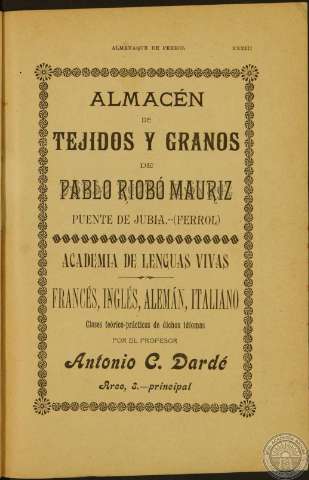 ALMANAQUE DE FERROL XXXIII
ALMACÉN
DE
TEJIDOS Y GRANOS
DE
PABLO RIOBÓ MAURIZ
PUENTE DE JUBIA.-(FERROL)
ACADEMIA DE LENGUAS VIVAS
FRANCÉS, INGLÉS, ALEMÁN, ITALIANO
Clases teórico-prácticas de dichos idiomas
POR EL PROFESOR
Antonio C. Dardé
Arco, 3.—principal